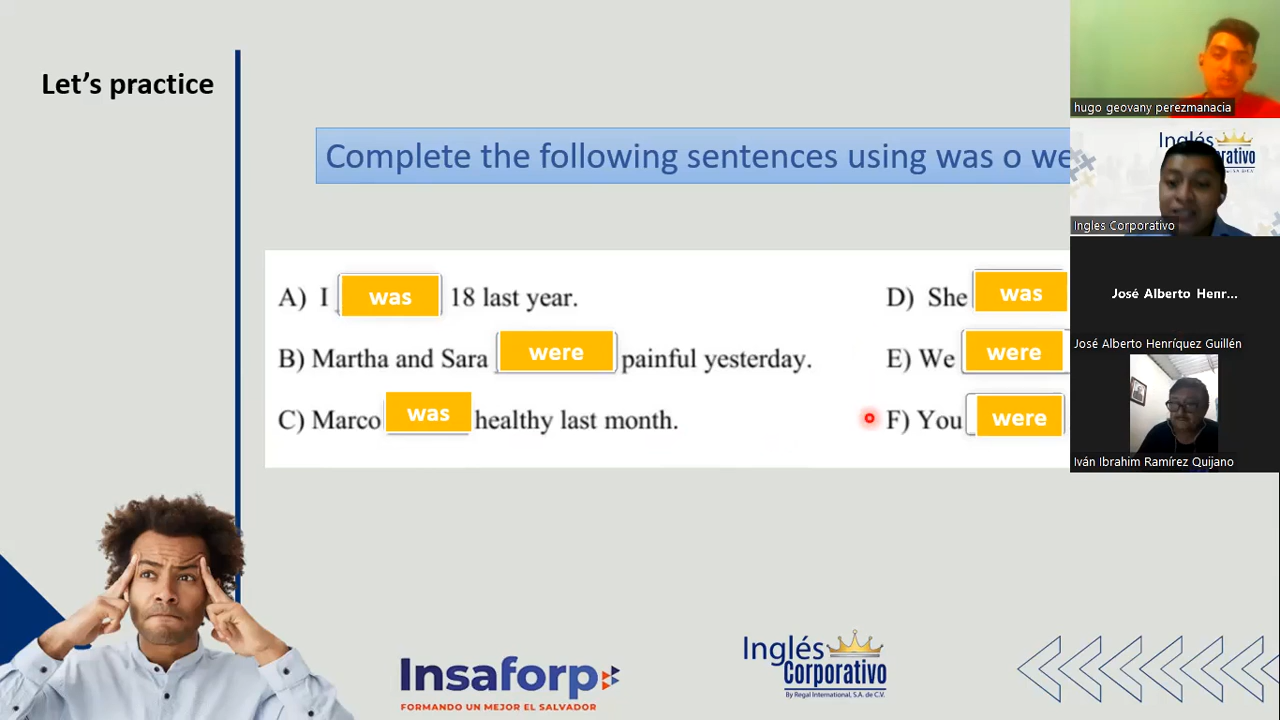 Let's practice
Complete the following sentences using was o we
A) I was 18 last year.
B) Martha and Sara were painful yesterday.
C) Marco was healthy last month.
D) She was
E) We were
F) You were
hugo geovany perezmanacia
Inglés
Corporativo
Ingles Corporativo
José Alberto Henr...
José Alberto Henríquez Guillén
Iván Ibrahim Ramírez Quijano
Insaforp
FORMANDO UN MEJOR EL SALVADOR
Inglés
Corporativo
By Regal International, S.A. de C.V.